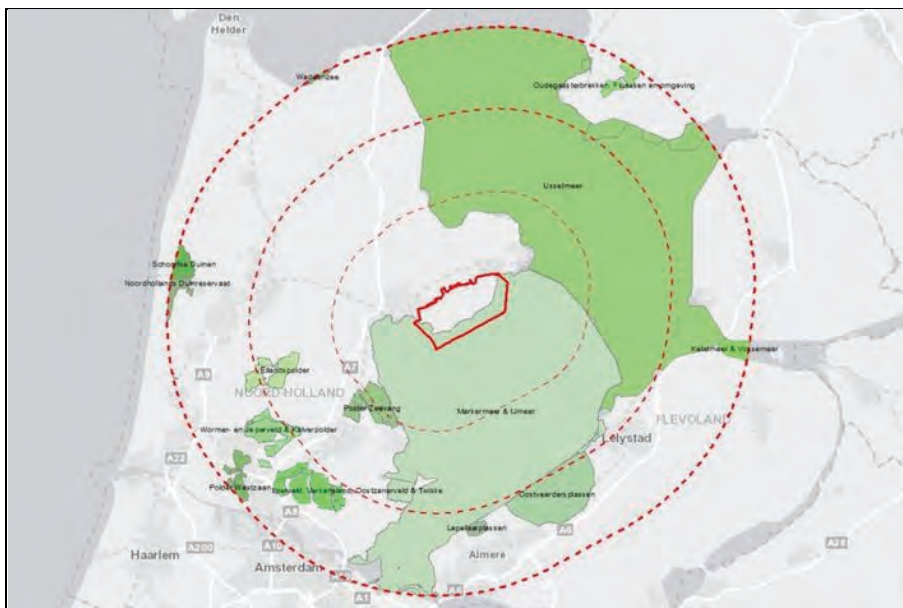 Den
Helder
Waddenzee
Oudegaasterbrekken, Fluessen en omgeving
IJsselmeer
Schoorlse Duinen
Noordhollands Duinreservaat
Ketelmeer & Vossemeer
Eilandspolder
A9
A7
NOORD-HOLLAND
Polder Zeevang
Markermeer & IJmeer
FLEVOLAND
Wormer- en Jisperveld & Kalverpolder
Lelystad
A22
Polder Westzaan
Ilperveld, Varkensland, Oostzanerveld & Twiske
Oostvaardersplassen
A8
Lepelaarplassen
A6
Haarlem
A200
A10
Almere
A28
Amsterdam
A1
A6